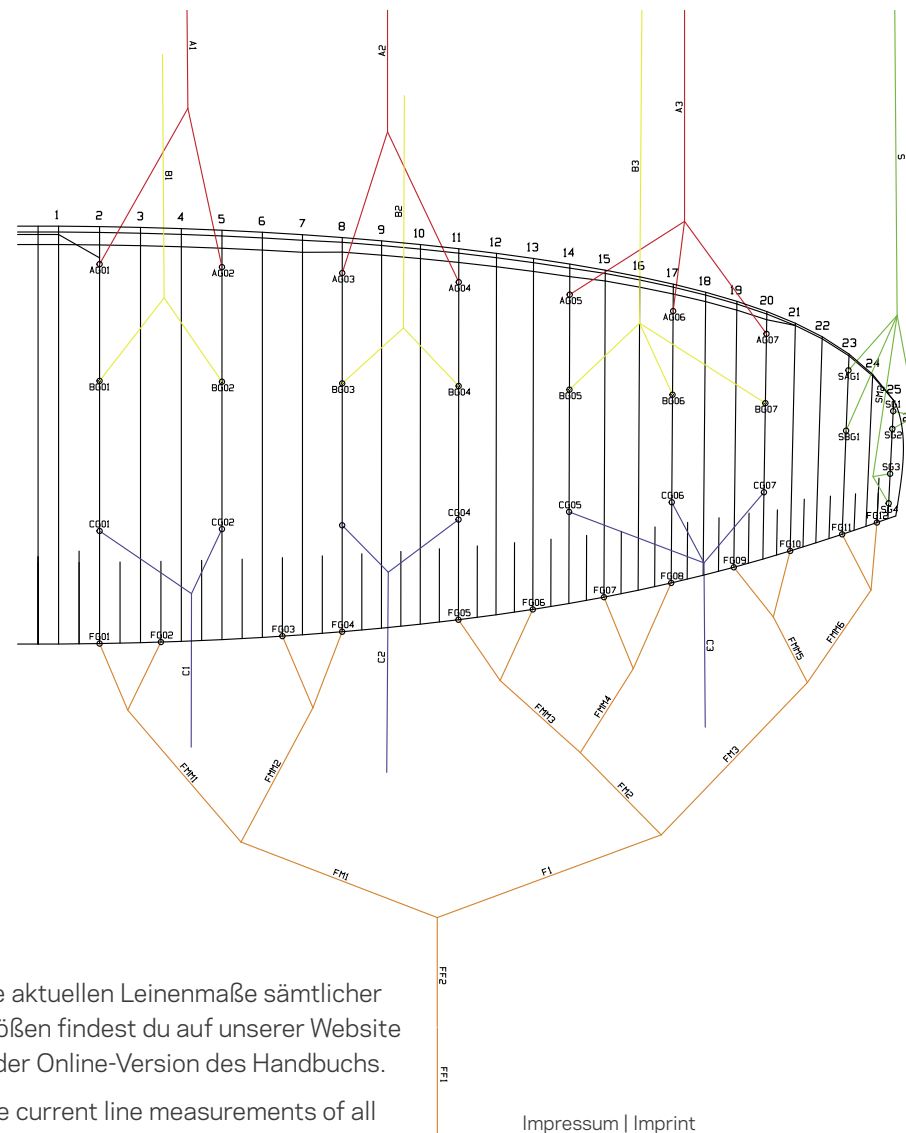 A1
A2
A3
B1
B2
B3
S
1
2
3
4
5
6
7
8
9
10
11
12
13
14
15
16
17
18
19
20
21
22
23
24
25
AG01
AG02
AG03
AG04
AG05
AG06
AG07
SAG1
SM2
SG1
BG01
BG02
BG03
BG04
BG05
BG06
BG07
SBG1
SG2
SG3
SG4
CG01
CG02
CG04
CG05
CG06
CG07
FG01
FG02
FG03
FG04
FG05
FG06
FG07
FG08
FG09
FG10
FG11
FG12
C1
C2
C3
FMM1
FMM2
FMM3
FMM4
FMM5
FMM6
FM1
FM2
FM3
F1
FF2
FF1
e aktuellen Leinenmaße sämtlicher
ößen findest du auf unserer Website
der Online-Version des Handbuchs.
e current line measurements of all
Impressum | Imprint